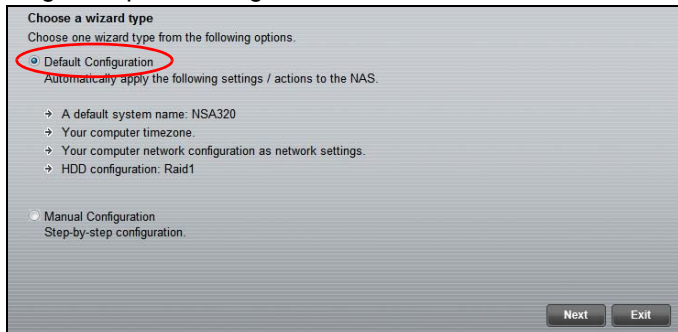 Choose a wizard type
Choose one wizard type from the following options.
Default Configuration
Automatically apply the following settings / actions to the NAS.
A default system name: NSA320
Your computer timezone.
Your computer network configuration as network settings.
HDD configuration: Raid1
Manual Configuration
Step-by-step configuration.
Next Exit